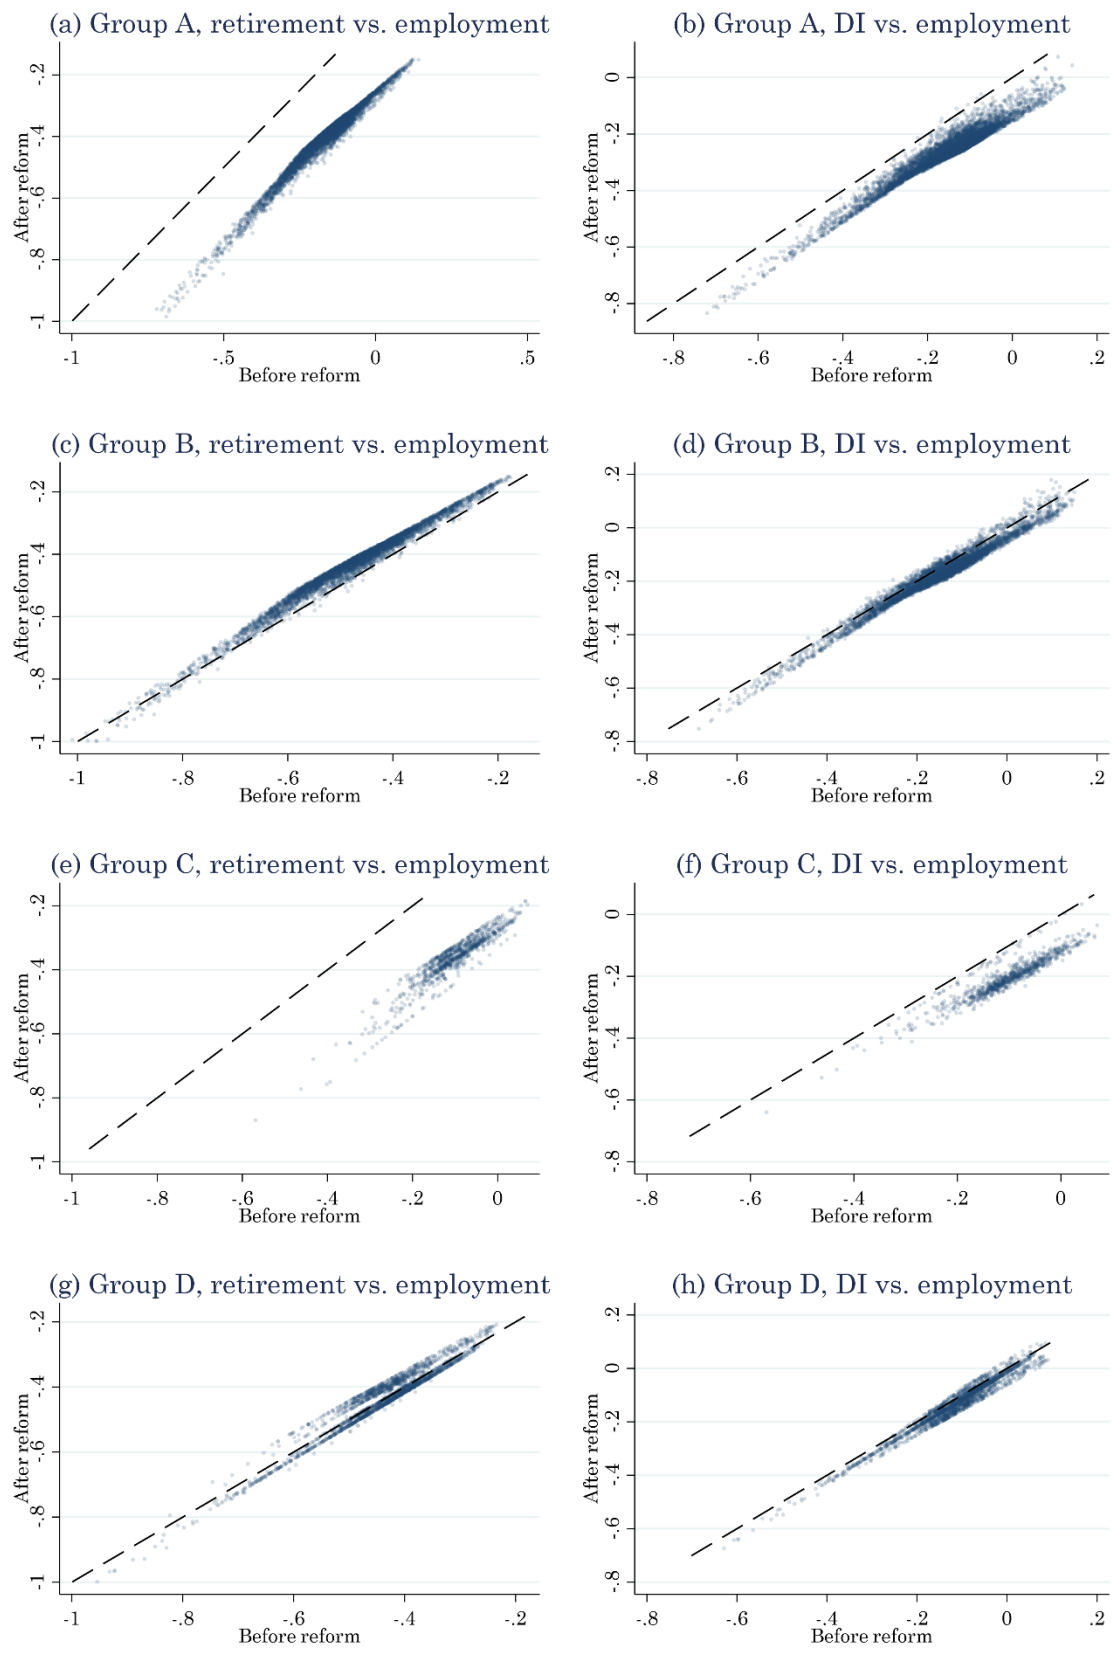 (a) Group A, retirement vs. employment
After reform
-.2
-.4
-.6
-.8
-1
-1 -.5 0 .5
Before reform
(b) Group A, DI vs. employment
After reform
0
-.2
-.4
-.6
-.8
-.8 -.6 -.4 -.2 0 .2
Before reform
(c) Group B, retirement vs. employment
After reform
-.2
-.4
-.6
-.8
-1
-1 -.8 -.6 -.4 -.2
Before reform
(d) Group B, DI vs. employment
After reform
.2
0
-.2
-.4
-.6
-.8
-.8 -.6 -.4 -.2 0 .2
Before reform
(e) Group C, retirement vs. employment
After reform
-.2
-.4
-.6
-.8
-1
-1 -.8 -.6 -.4 -.2 0
Before reform
(f) Group C, DI vs. employment
After reform
0
-.2
-.4
-.6
-.8
-.8 -.6 -.4 -.2 0
Before reform
(g) Group D, retirement vs. employment
After reform
-.2
-.4
-.6
-.8
-1
-1 -.8 -.6 -.4 -.2
Before reform
(h) Group D, DI vs. employment
After reform
.2
0
-.2
-.4
-.6
-.8
-.8 -.6 -.4 -.2 0 .2
Before reform